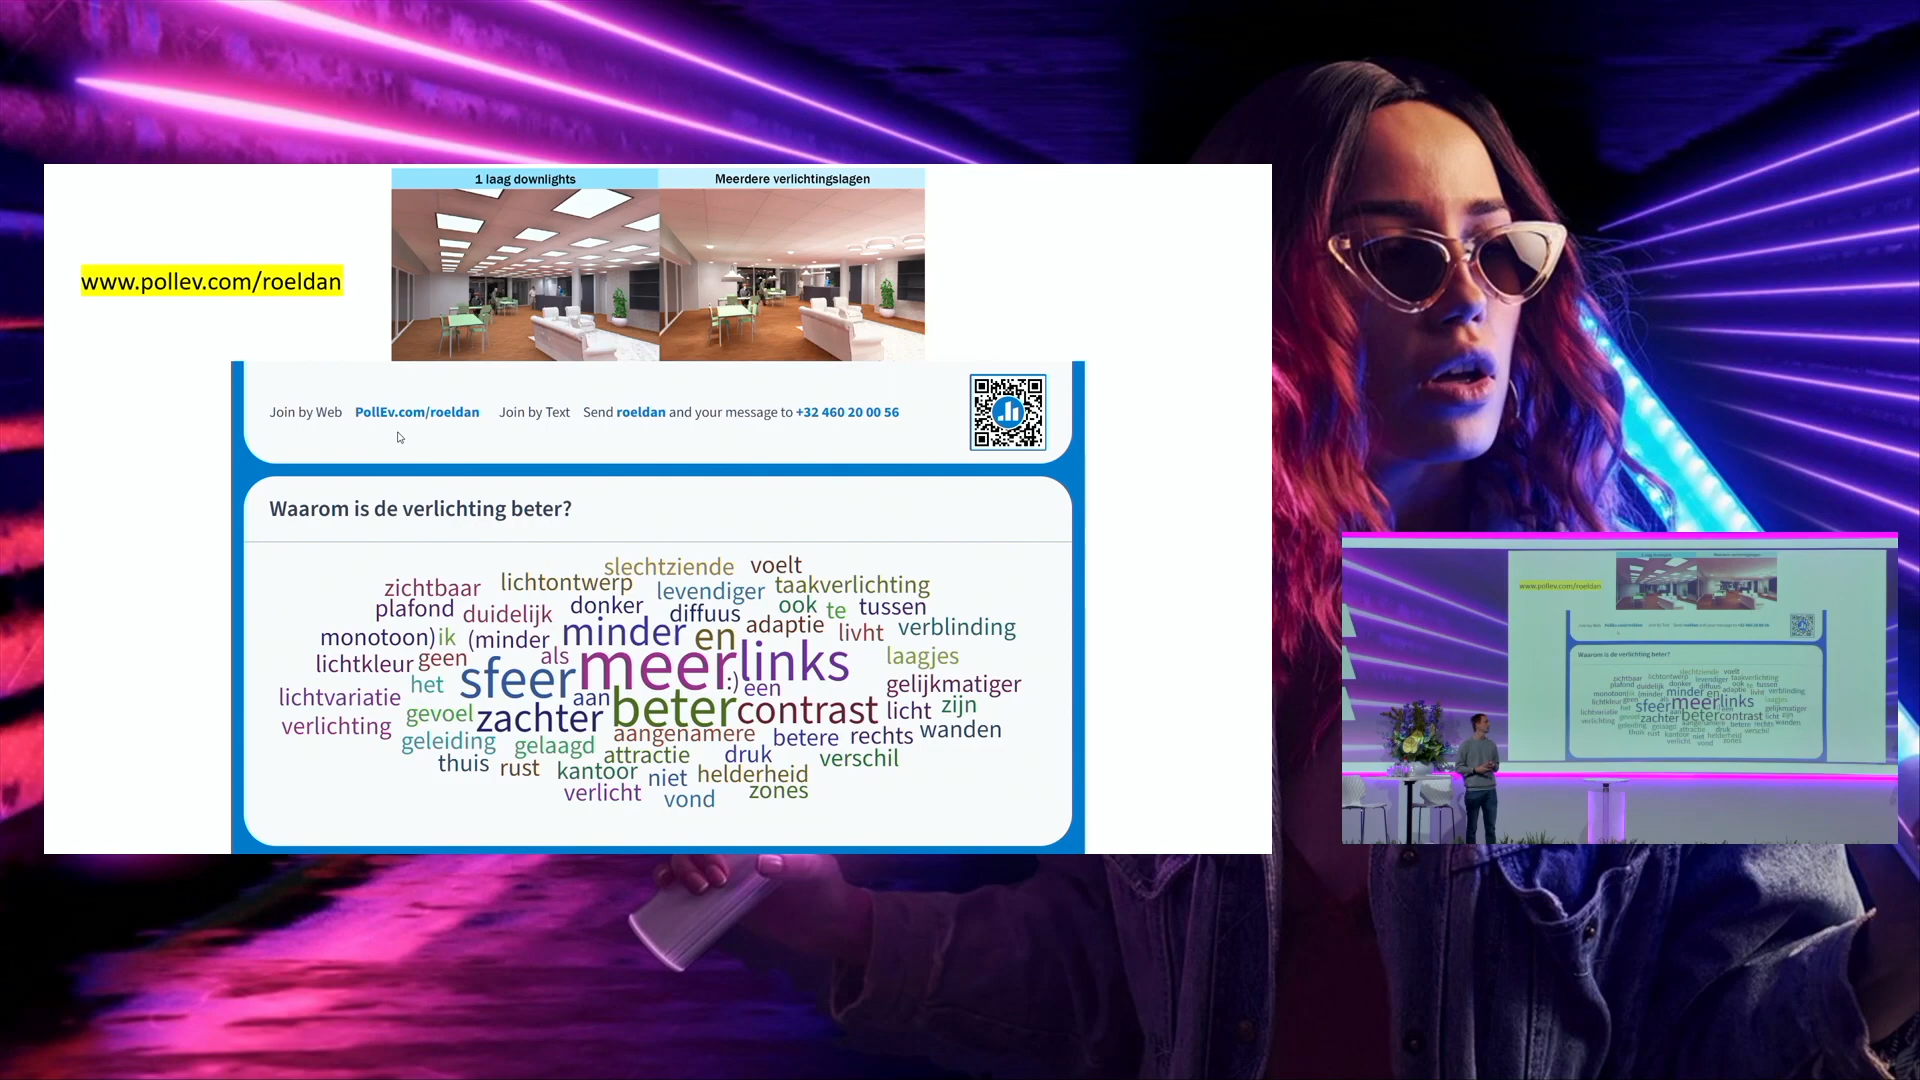 1 laag downlights
Meerdere verlichtingslagen
www.pollev.com/roeldan
Join by Web PollEv.com/roeldan Join by Text Send roeldan and your message to +32 460 20 00 56
Waarom is de verlichting beter?
slechtziende voelt
zichtbaar lichtontwerp levendiger taakverlichting
plafond duidelijk donker diffuus ook te tussen
monotoon) ik (minder minder en adaptie livht verblinding
lichtkleur geen als meer links laagjes
het sfeer :) een gelijkmatiger
lichtvariatie aan
verlichting gevoel zachter beter contrast licht zijn
geleiding gelaagd aangenamere betere rechts wanden
thuis rust attractie druk verschil
kantoor niet helderheid
verlicht vond zones